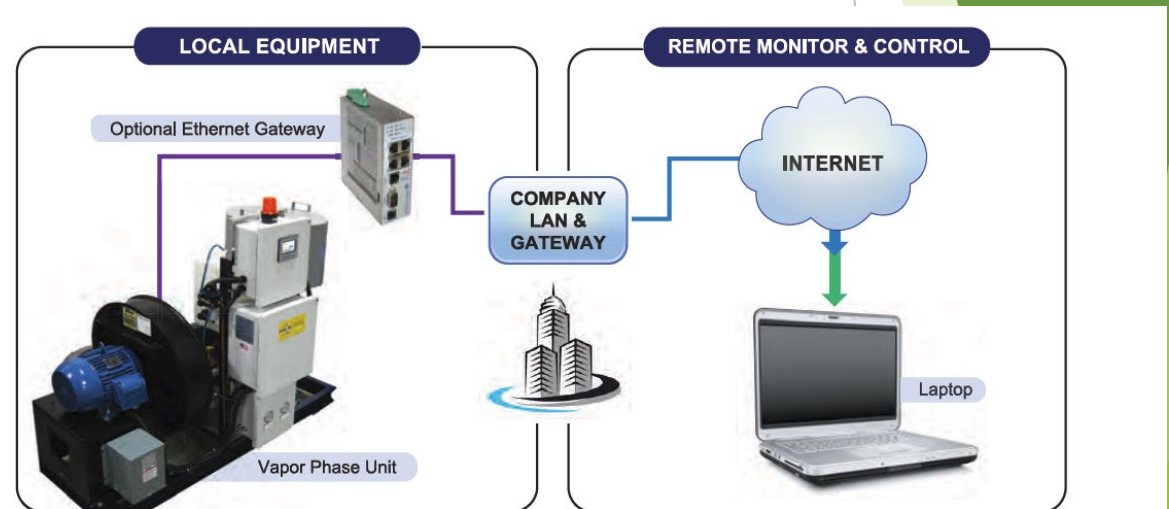 LOCAL EQUIPMENT
REMOTE MONITOR & CONTROL
Optional Ethernet Gateway
INTERNET
COMPANY
LAN &
GATEWAY
Laptop
Vapor Phase Unit